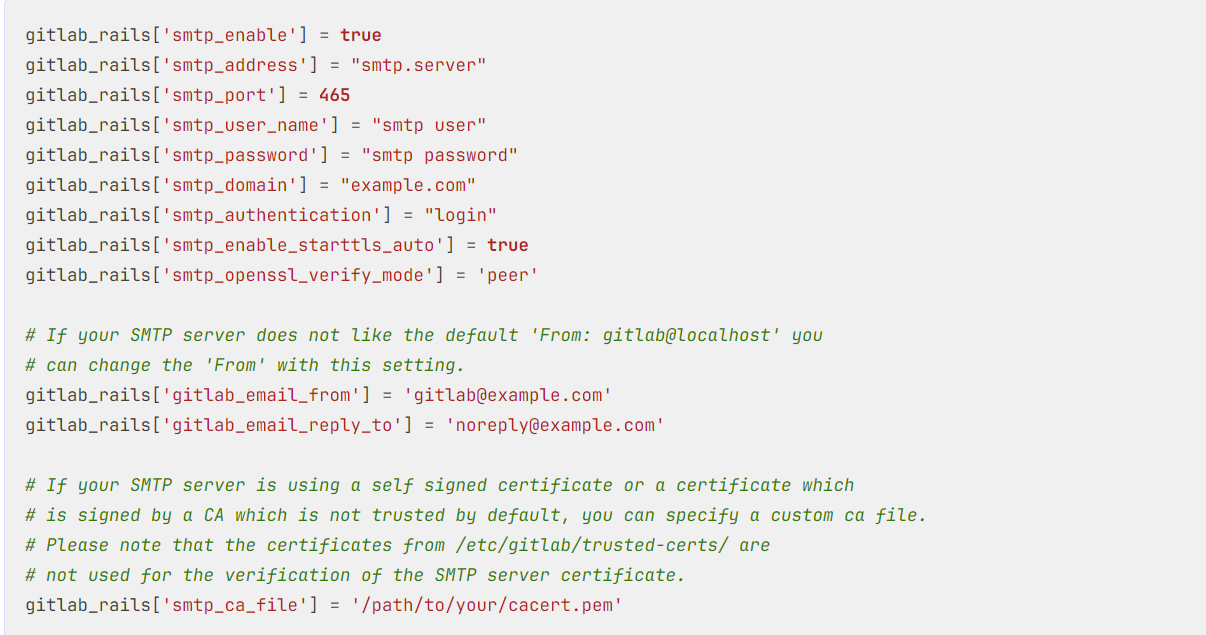 gitlab_rails['smtp_enable'] = true
gitlab_rails['smtp_address'] = "smtp.server"
gitlab_rails['smtp_port'] = 465
gitlab_rails['smtp_user_name'] = "smtp user"
gitlab_rails['smtp_password'] = "smtp password"
gitlab_rails['smtp_domain'] = "example.com"
gitlab_rails['smtp_authentication'] = "login"
gitlab_rails['smtp_enable_starttls_auto'] = true
gitlab_rails['smtp_openssl_verify_mode'] = 'peer'

# If your SMTP server does not like the default 'From: gitlab@localhost' you
# can change the 'From' with this setting.
gitlab_rails['gitlab_email_from'] = 'gitlab@example.com'
gitlab_rails['gitlab_email_reply_to'] = 'noreply@example.com'

# If your SMTP server is using a self signed certificate or a certificate which
# is signed by a CA which is not trusted by default, you can specify a custom ca file.
# Please note that the certificates from /etc/gitlab/trusted-certs/ are
# not used for the verification of the SMTP server certificate.
gitlab_rails['smtp_ca_file'] = '/path/to/your/cacert.pem'